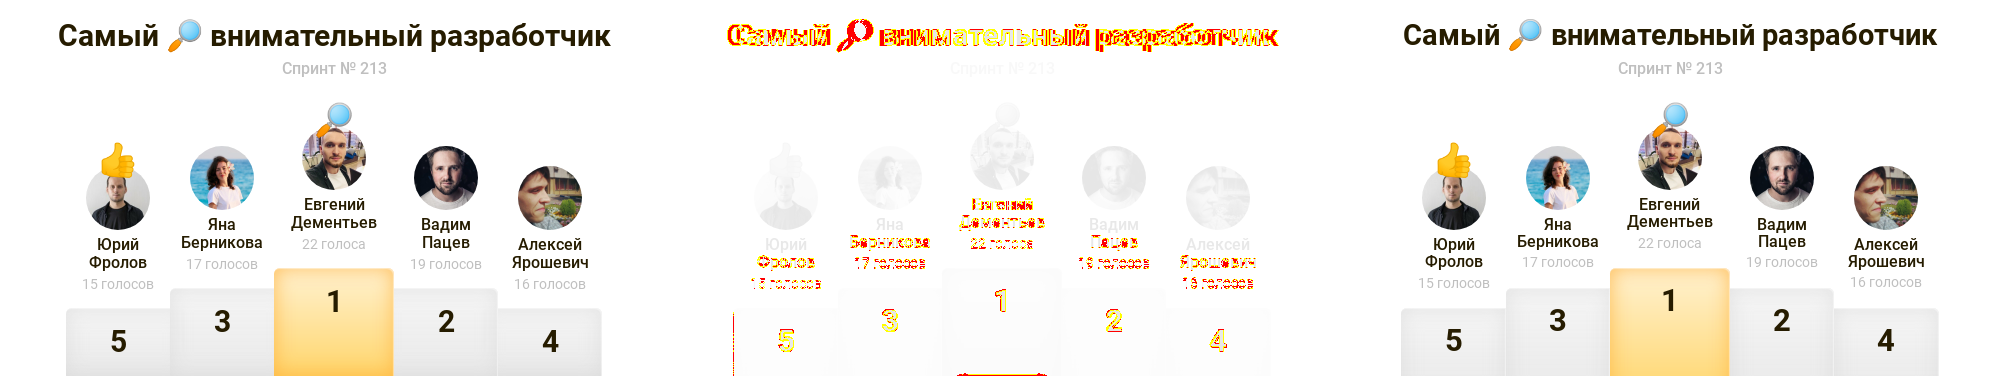 Самый 🔎 внимательный разработчик
Спринт № 213
Евгений
Дементьев
22 голоса
Яна
Берникова
17 голосов
Вадим
Пацев
19 голосов
Юрий
Фролов
15 голосов
Алексей
Ярошевич
16 голосов
1
3
2
5
4
Самый 🔎 внимательный разработчик
Спринт № 213
Евгений
Дементьев
22 голоса
Яна
Берникова
17 голосов
Вадим
Пацев
19 голосов
Юрий
Фролов
15 голосов
Алексей
Ярошевич
16 голосов
1
3
2
5
4
Самый 🔎 внимательный разработчик
Спринт № 213
Евгений
Дементьев
22 голоса
Яна
Берникова
17 голосов
Вадим
Пацев
19 голосов
Юрий
Фролов
15 голосов
Алексей
Ярошевич
16 голосов
1
3
2
5
4